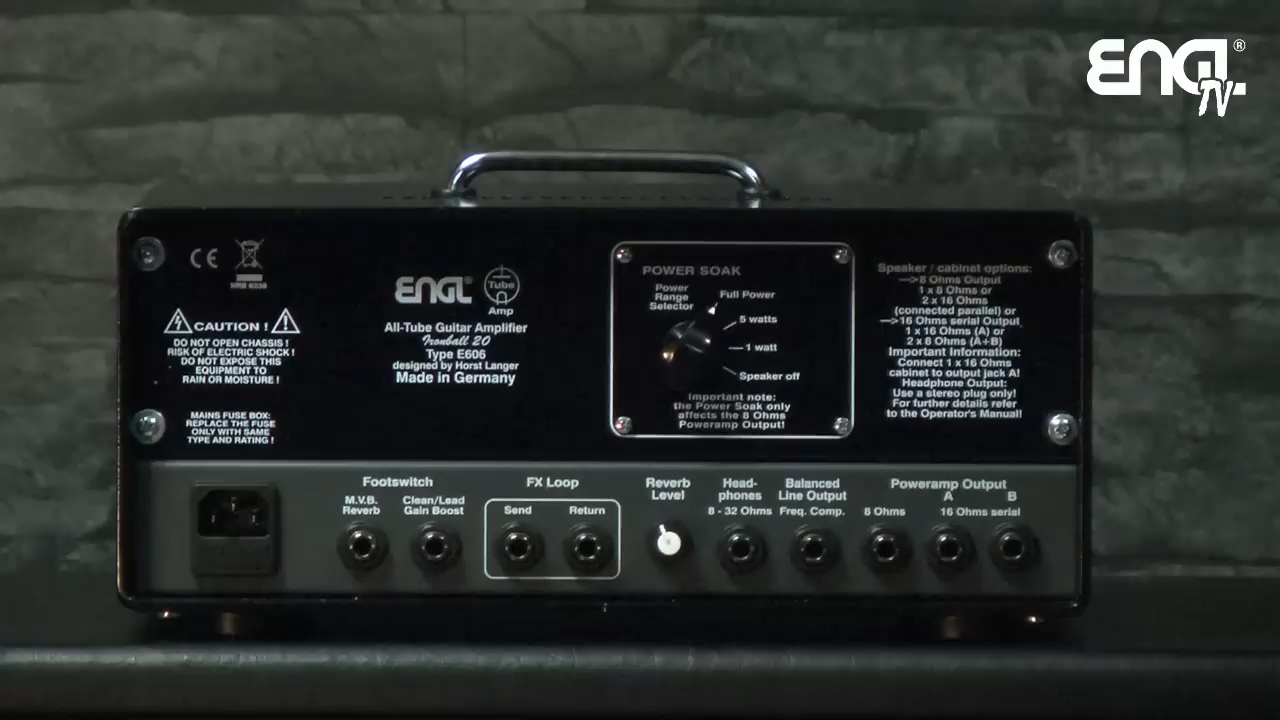 ENGL®
TV
CE
CAUTION !
DO NOT OPEN CHASSIS !
RISK OF ELECTRIC SHOCK !
DO NOT EXPOSE THIS
EQUIPMENT TO
RAIN OR MOISTURE !
MAINS FUSE BOX:
REPLACE THE FUSE
ONLY WITH SAME
TYPE AND RATING !
ENGL®
Tube
Amp
All-Tube Guitar Amplifier
Ironball 20
Type E606
designed by Horst Langer
Made in Germany
POWER SOAK
Power
Range
Selector
Full Power
5 watts
1 watt
Speaker off
Important note:
the Power Soak only
affects the 8 Ohms
Poweramp Output!
Speaker / cabinet options:
8 Ohms Output
1 x 8 Ohms or
2 x 16 Ohms
(connected parallel) or
16 Ohms serial Output
1 x 16 Ohms (A) or
2 x 8 Ohms (A+B)
Important Information:
Connect 1 x 16 Ohms
cabinet to output jack A!
Headphone Output:
Use a stereo plug only!
For further details refer
to the Operator's Manual!
Footswitch
M.V.B.
Reverb
Clean/Lead
Gain Boost
FX Loop
Send
Return
Reverb
Level
Head-
phones
8 - 32 Ohms
Balanced
Line Output
Freq. Comp.
Poweramp Output
A
B
8 Ohms
16 Ohms serial